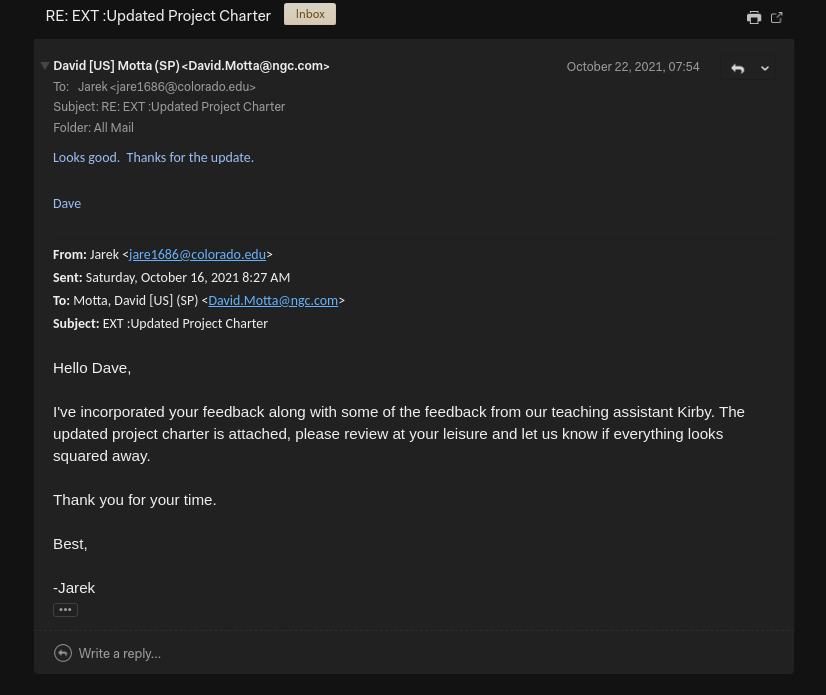 RE: EXT :Updated Project Charter Inbox
David [US] Motta (SP) <David.Motta@ngc.com> October 22, 2021, 07:54
To: Jarek <jare1686@colorado.edu>
Subject: RE: EXT :Updated Project Charter
Folder: All Mail
Looks good. Thanks for the update.
Dave
From: Jarek <jare1686@colorado.edu>
Sent: Saturday, October 16, 2021 8:27 AM
To: Motta, David [US] (SP) <David.Motta@ngc.com>
Subject: EXT :Updated Project Charter
Hello Dave,
I've incorporated your feedback along with some of the feedback from our teaching assistant Kirby. The
updated project charter is attached, please review at your leisure and let us know if everything looks
squared away.
Thank you for your time.
Best,
-Jarek
Write a reply...